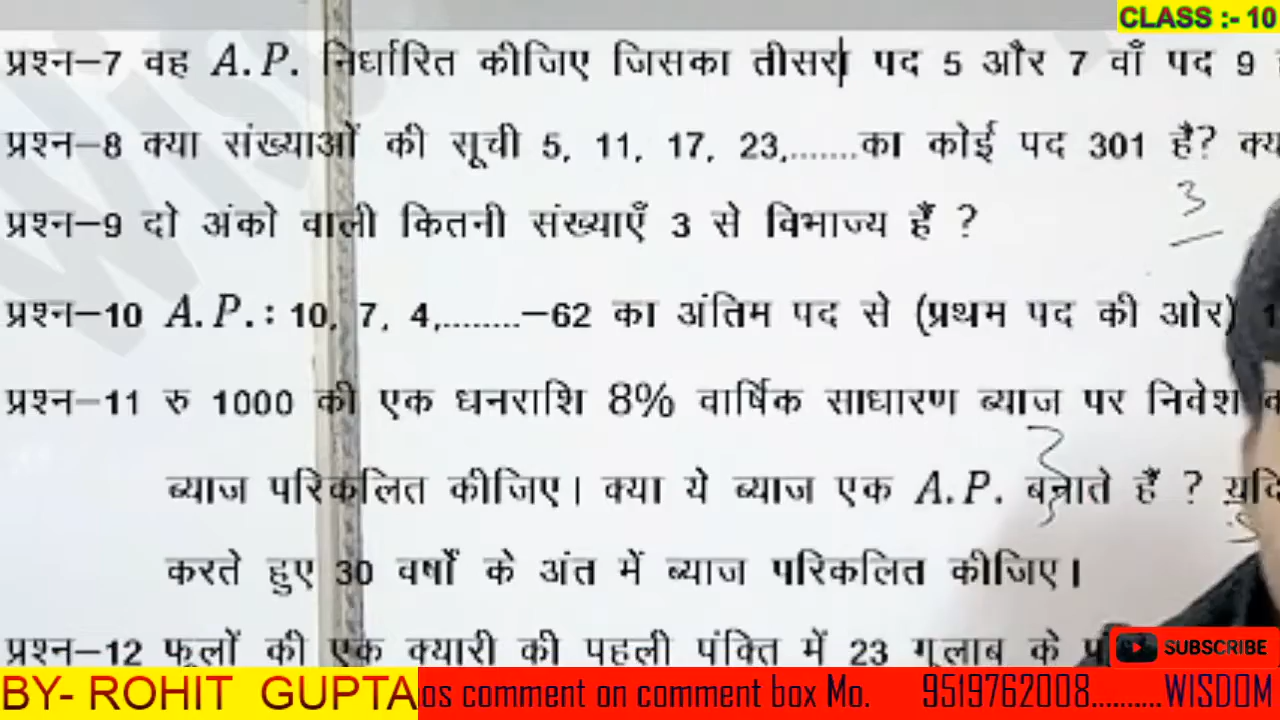 CLASS :- 10
प्रश्न–7 वह A.P. निर्धारित कीजिए जिसका तीसरा पद 5 और 7 वाँ पद 9
प्रश्न–8 क्या संख्याओं की सूची 5, 11, 17, 23,.......का कोई पद 301 है?
3
प्रश्न–9 दो अंको वाली कितनी संख्याएँ 3 से विभाज्य हैं ?
प्रश्न–10 A.P.: 10, 7, 4,........–62 का अंतिम पद से (प्रथम पद की ओर)
प्रश्न–11 रु 1000 की एक धनराशि 8% वार्षिक साधारण ब्याज पर निवेश
ब्याज परिकलित कीजिए। क्या ये ब्याज एक A.P. बनाते हैं ? यदि
करते हुए 30 वर्षों के अंत में ब्याज परिकलित कीजिए।
प्रश्न–12 फूलों की एक क्यारी की पहली पंक्ति में 23 गुलाब के
SUBSCRIBE
BY- ROHIT GUPTA as comment on comment box Mo. 9519762008..........WISDOM